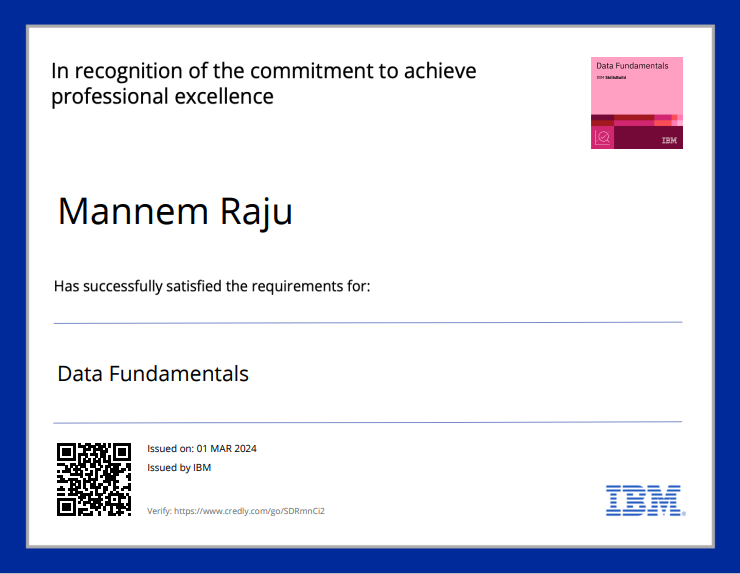 In recognition of the commitment to achieve
professional excellence
Data Fundamentals
IBM SkillsBuild
IBM
Mannem Raju
Has successfully satisfied the requirements for:
Data Fundamentals
Issued on: 01 MAR 2024
Issued by IBM
Verify: https://www.credly.com/go/SDRmnCi2
IBM®